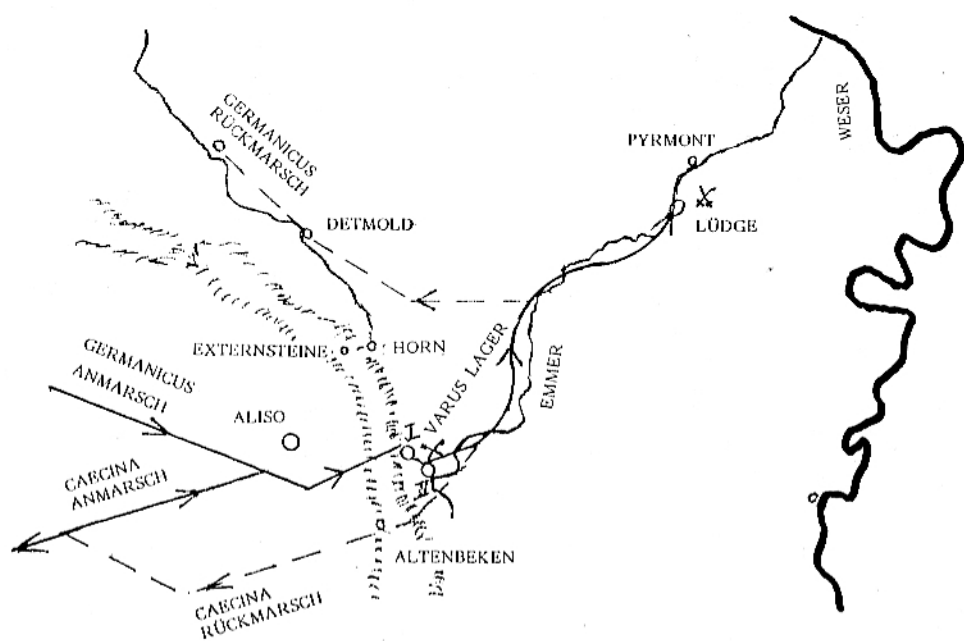 GERMANICUS
RÜCKMARSCH
PYRMONT
WESER
DETMOLD
LÜDGE
EXTERNSTEINE
HORN
VARUS LAGER
EMMER
GERMANICUS
ANMARSCH
ALISO
I
CAECINA
ANMARSCH
ALTENBEKEN
CAECINA
RÜCKMARSCH